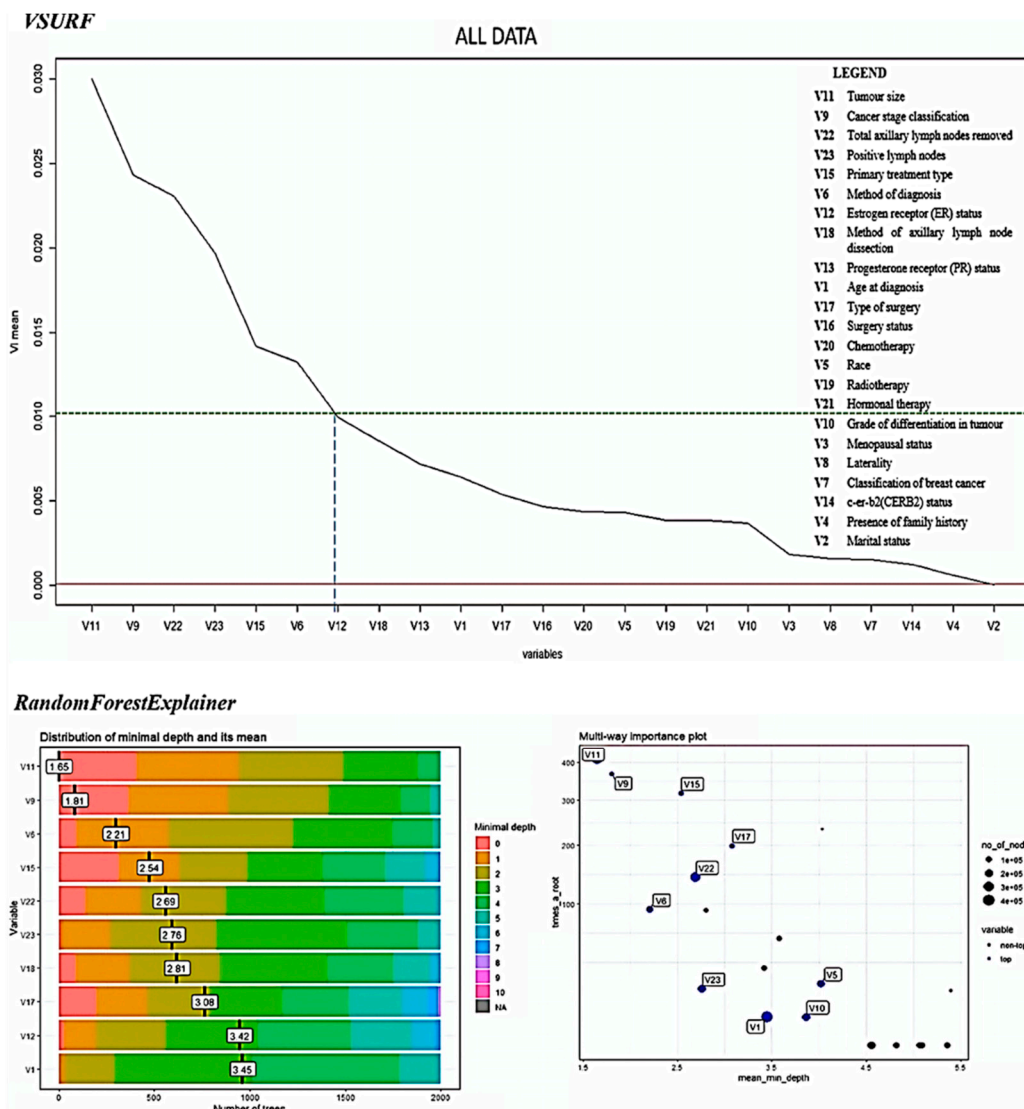 VSURF
ALL DATA
0.030
0.025
0.020
0.015
0.010
0.005
0.000
VI mean
LEGEND
V11 Tumour size
V9 Cancer stage classification
V22 Total axillary lymph nodes removed
V23 Positive lymph nodes
V15 Primary treatment type
V6 Method of diagnosis
V12 Estrogen receptor (ER) status
V18 Method of axillary lymph node
dissection
V13 Progesterone receptor (PR) status
V1 Age at diagnosis
V17 Type of surgery
V16 Surgery status
V20 Chemotherapy
V5 Race
V19 Radiotherapy
V21 Hormonal therapy
V10 Grade of differentiation in tumour
V3 Menopausal status
V8 Laterality
V7 Classification of breast cancer
V14 c-er-b2(CERB2) status
V4 Presence of family history
V2 Marital status
V11 V9 V22 V23 V15 V6 V12 V18 V13 V1 V17 V16 V20 V5 V19 V21 V10 V3 V8 V7 V14 V4 V2
variables
RandomForestExplainer
Distribution of minimal depth and its mean
Variable
V11 1.65
V9 1.81
V6 2.21
V15 2.54
V22 2.69
V23 2.76
V18 2.81
V17 3.08
V12 3.42
V1 3.45
0 500 1000 1500 2000
Number of trees
Minimal depth
0
1
2
3
4
5
6
7
8
9
10
NA
Multi-way importance plot
times_a_root
400
300
200
100
V11
V9
V15
V17
V22
V6
V23
V5
V1
V10
1.5 2.5 3.5 4.5 5.5
mean_min_depth
no_of_nod
1e+05
2e+05
3e+05
4e+05
variable
non-top
top